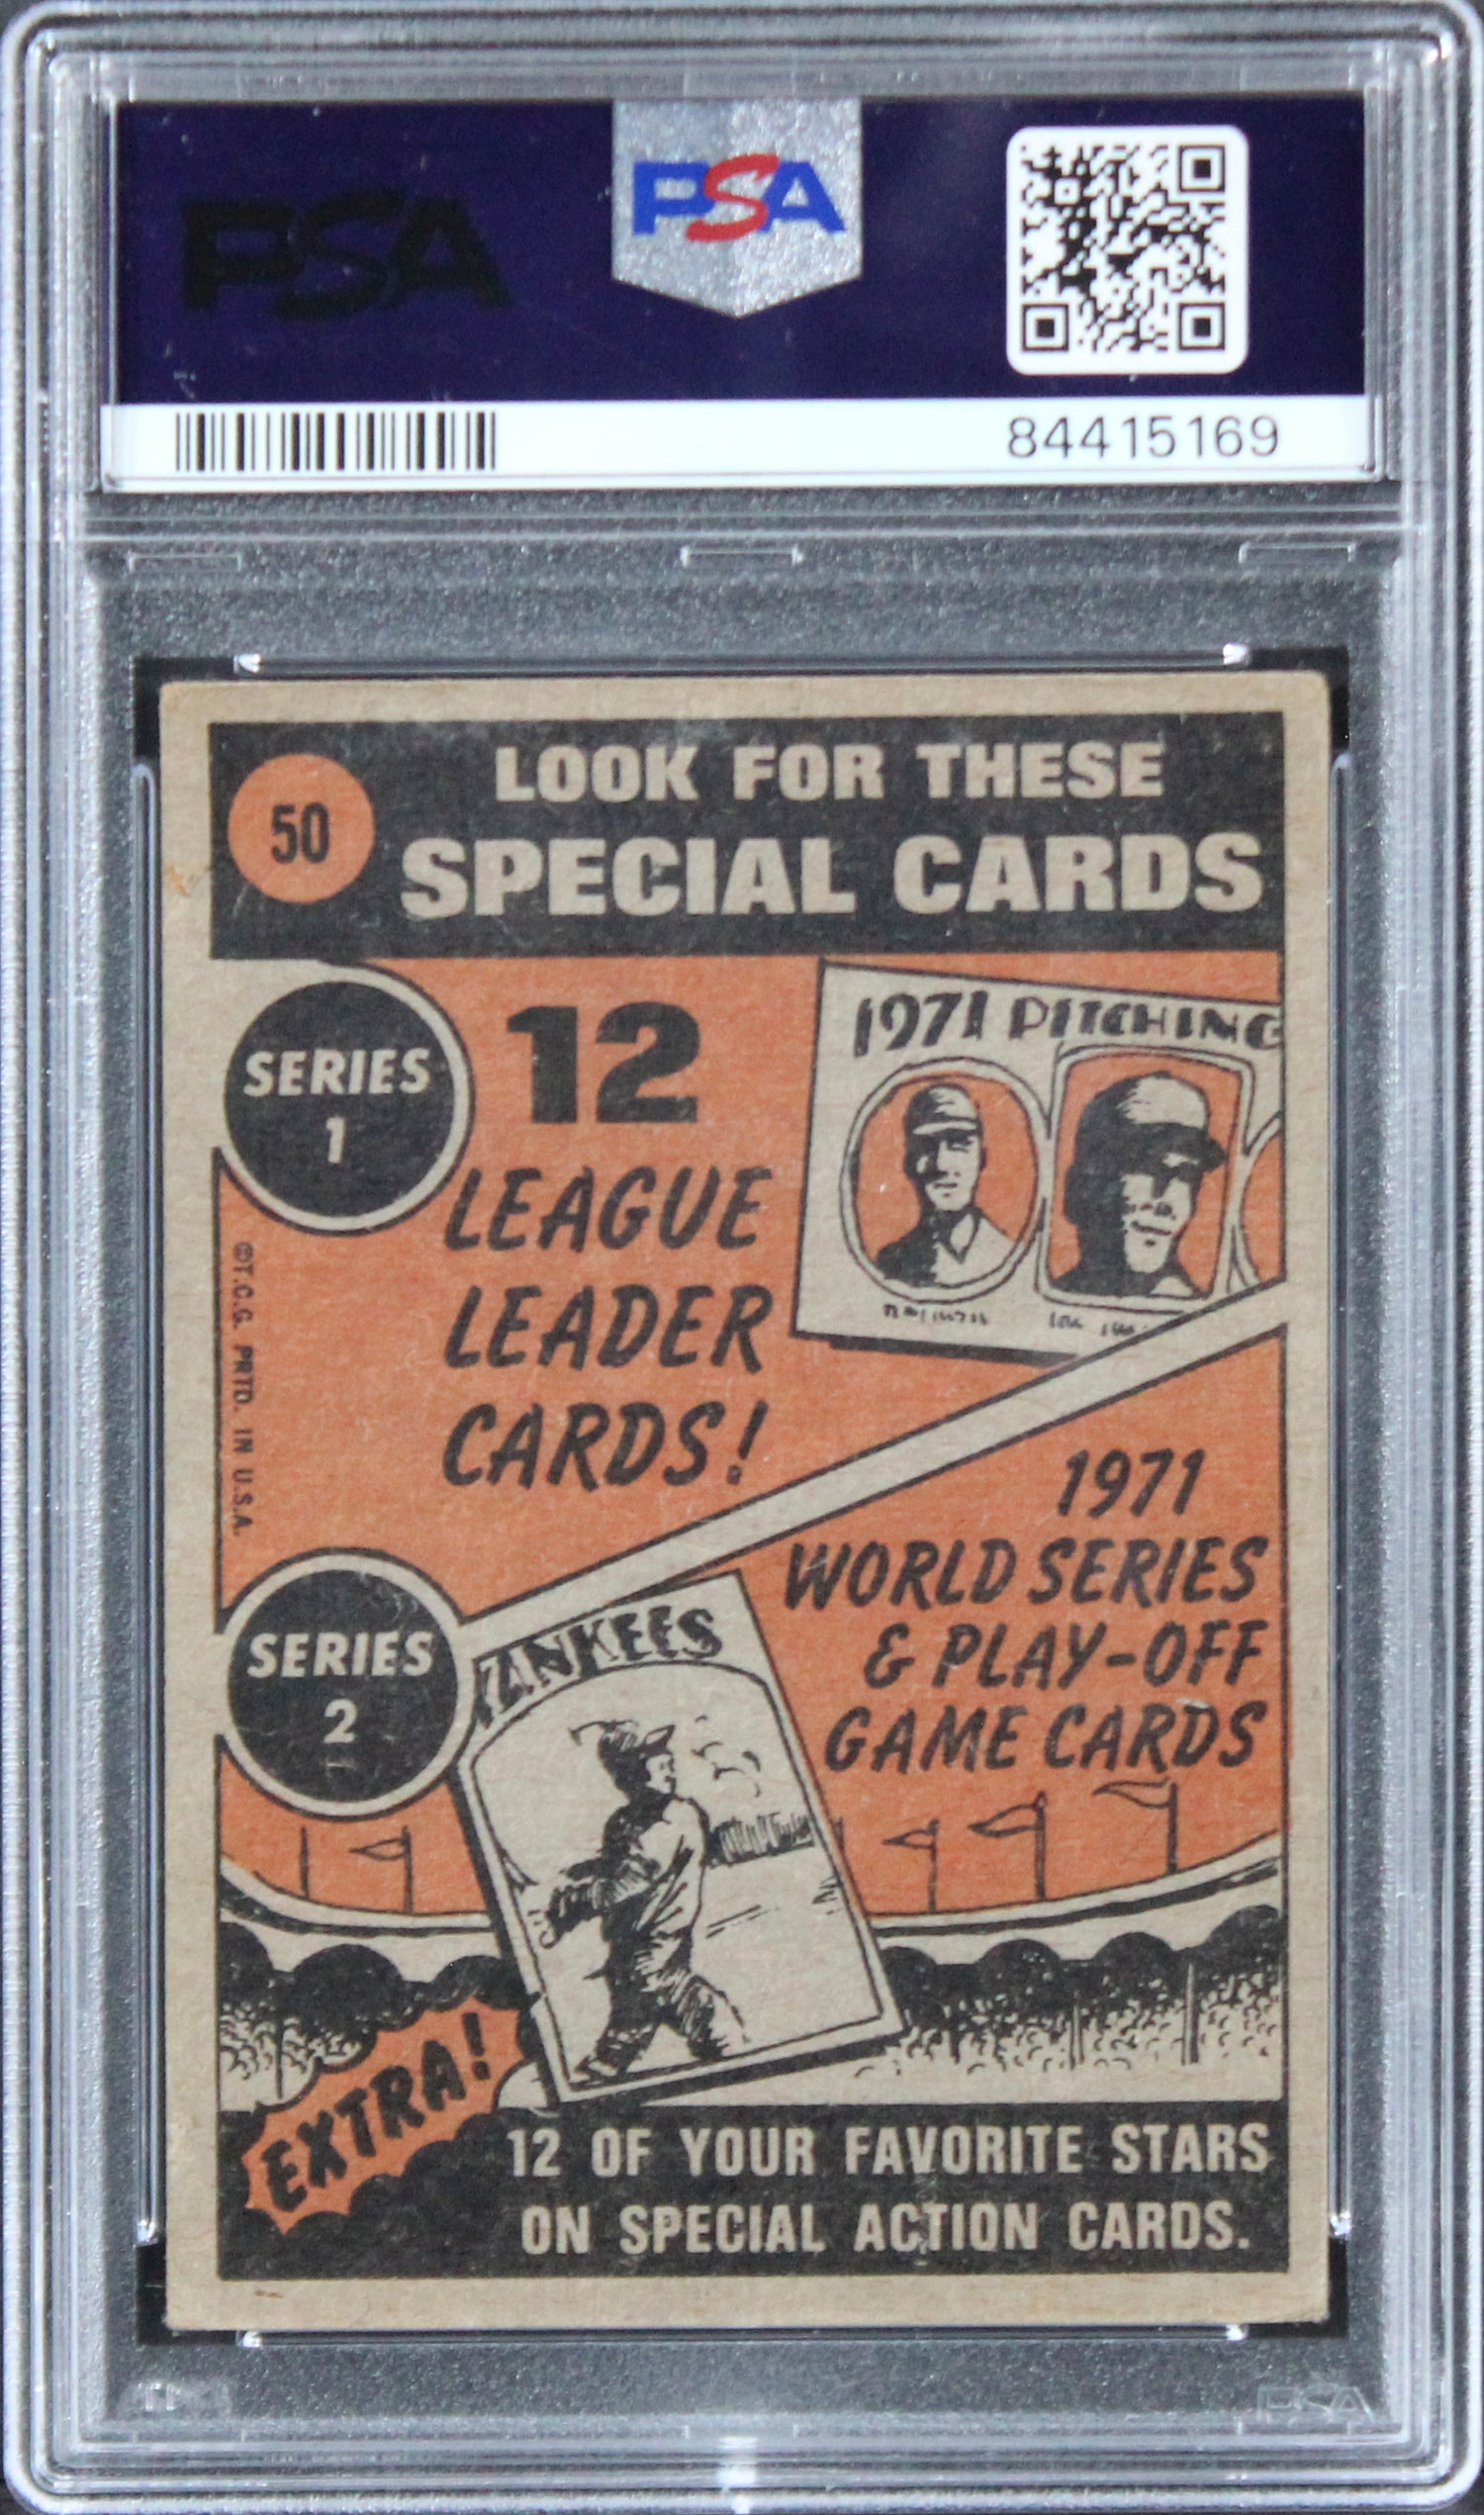 PSA
PSA
84415169
50
LOOK FOR THESE
SPECIAL CARDS
SERIES
1
12
LEAGUE
LEADER
CARDS!
1971 PITCHING
©T.C.G. PRTD. IN U.S.A.
1971
WORLD SERIES
& PLAY-OFF
GAME CARDS
SERIES
2
YANKEES
EXTRA!
12 OF YOUR FAVORITE STARS
ON SPECIAL ACTION CARDS.
PSA